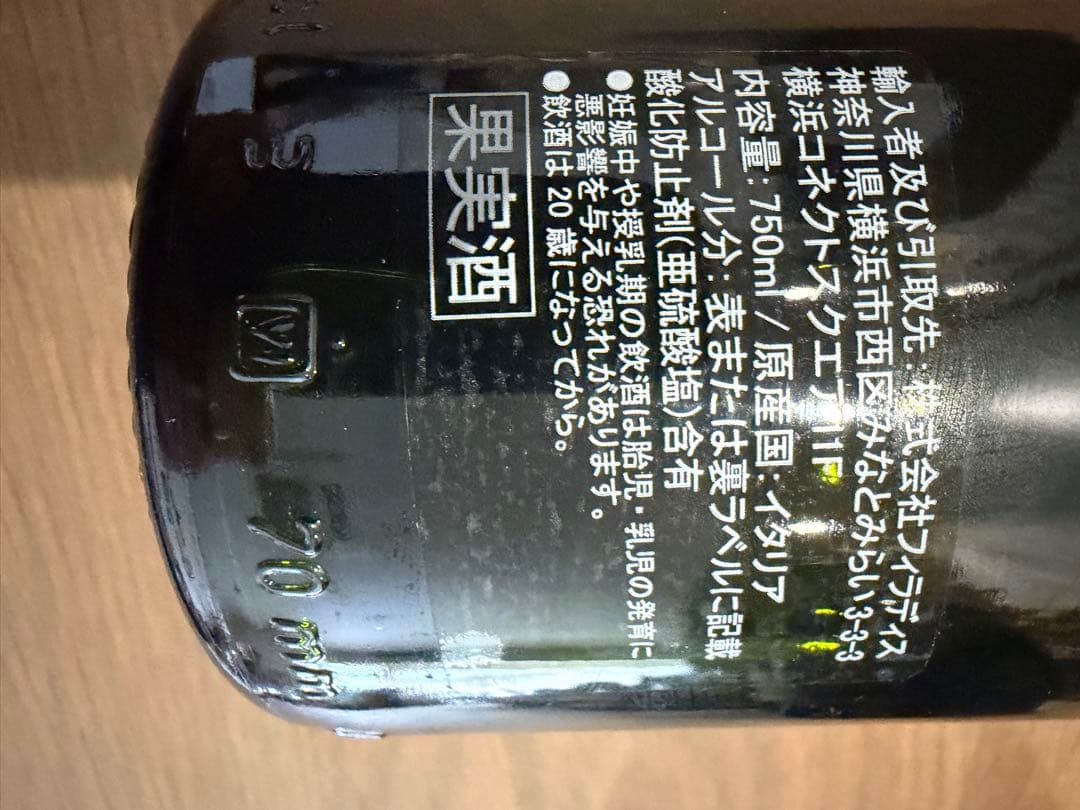 輸入者及び引取先:株式会社フィラディス
神奈川県横浜市西区みなとみらい3-3-3
横浜コネクトスクエア11F
内容量:750ml / 原産国:イタリア
アルコール分:表または裏ラベルに記載
酸化防止剤(亜硫酸塩)含有
●妊娠中や授乳期の飲酒は胎児・乳児の発育に
悪影響を与える恐れがあります。
●飲酒は20歳になってから。
果実酒
70 mm